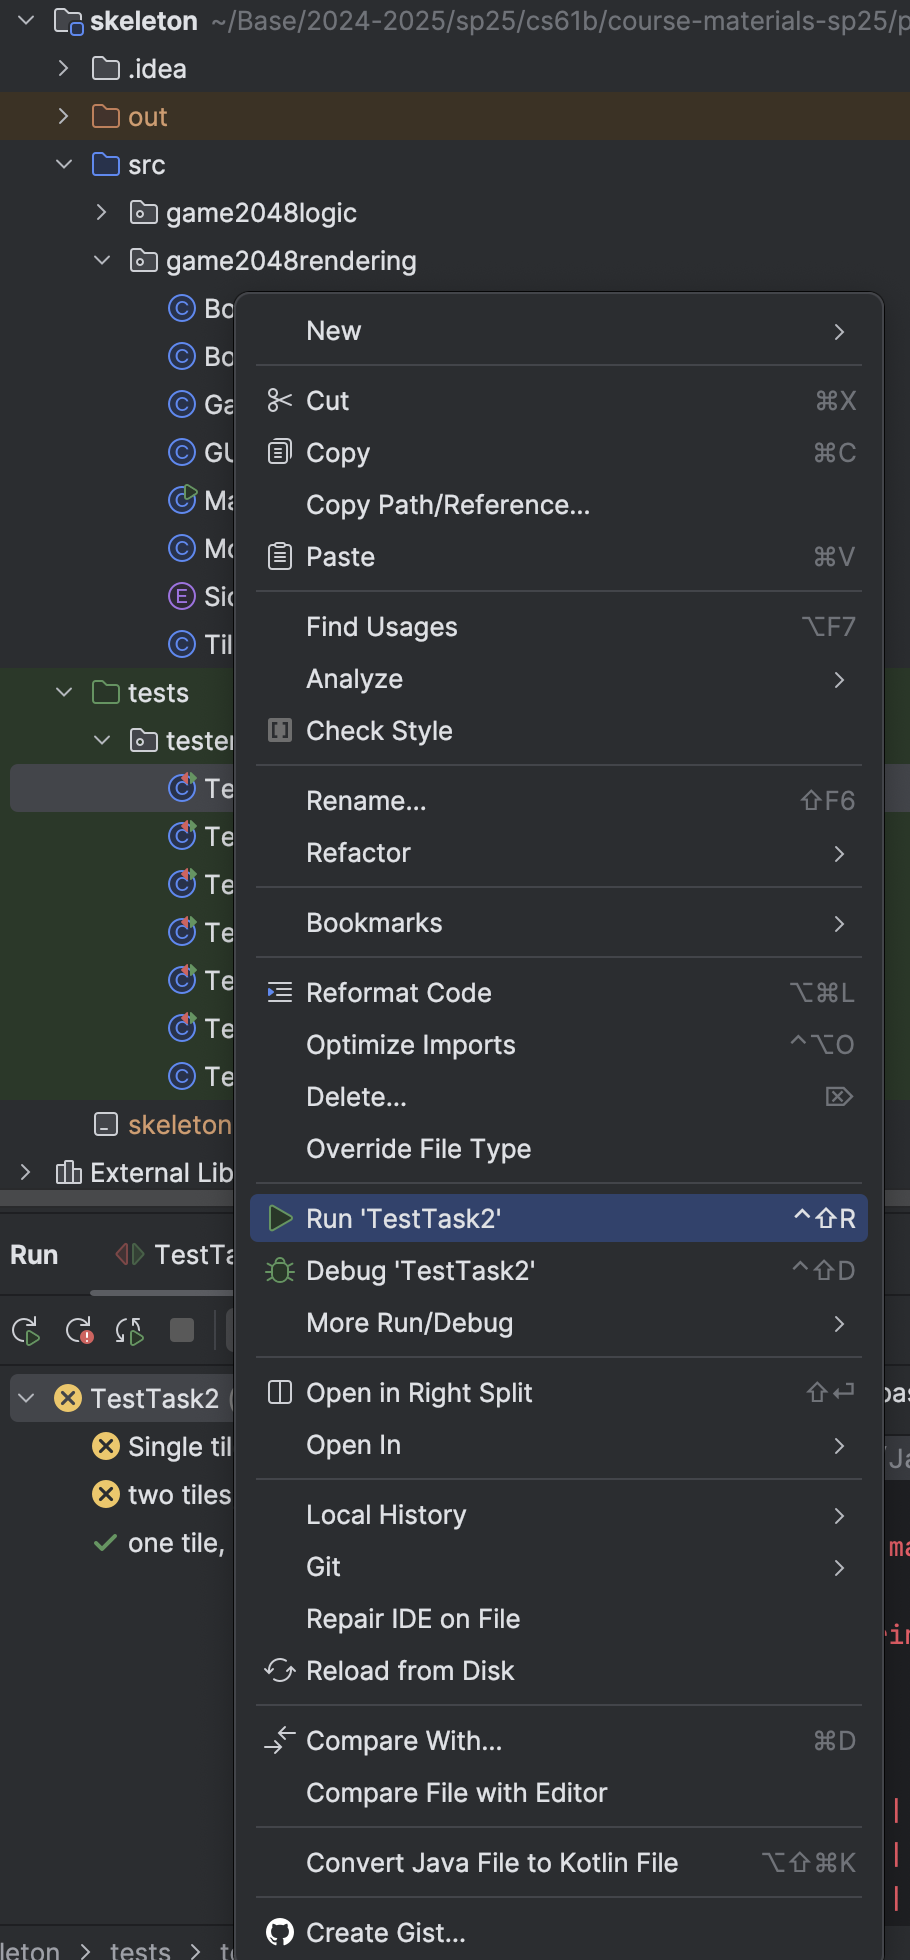 skeleton ~/Base/2024-2025/sp25/cs61b/course-materials-sp25/p
.idea
out
src
game2048logic
game2048rendering
Bo
Bo
Ga
GU
Ma
Mo
Sid
Til
tests
tester
Te
Te
Te
Te
Te
Te
Te
skeleton
External Lib
New
Cut ⌘X
Copy ⌘C
Copy Path/Reference...
Paste ⌘V
Find Usages ⌥F7
Analyze
Check Style
Rename... ⇧F6
Refactor
Bookmarks
Reformat Code ⌥⌘L
Optimize Imports ^⌥O
Delete... ⌦
Override File Type
Run 'TestTask2' ^⇧R
Debug 'TestTask2' ^⇧D
More Run/Debug
Open in Right Split ⇧⏎
Open In
Local History
Git
Repair IDE on File
Reload from Disk
Compare With... ⌘D
Compare File with Editor
Convert Java File to Kotlin File ⌥⇧⌘K
Create Gist...
Run TestTa
TestTask2
Single til
two tiles
one tile,
pas
/Ja
ma
rin
leton > tests > te